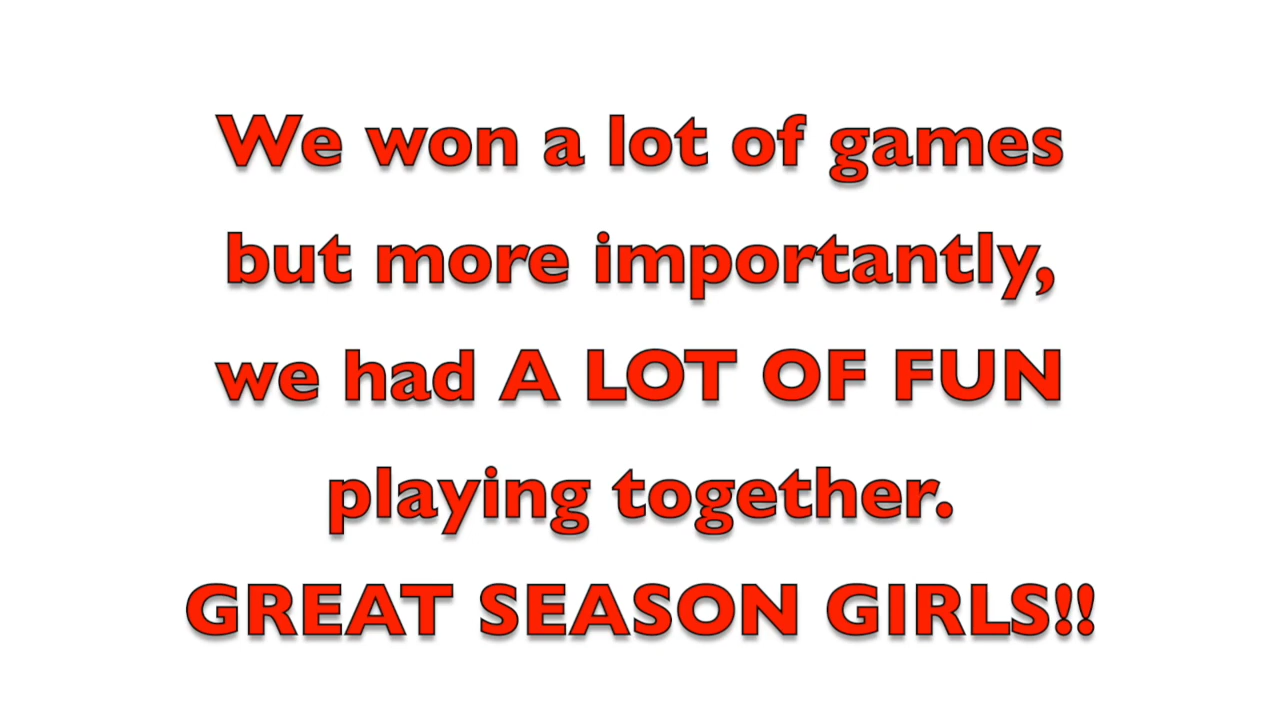 We won a lot of games
but more importantly,
we had A LOT OF FUN
playing together.
GREAT SEASON GIRLS!!